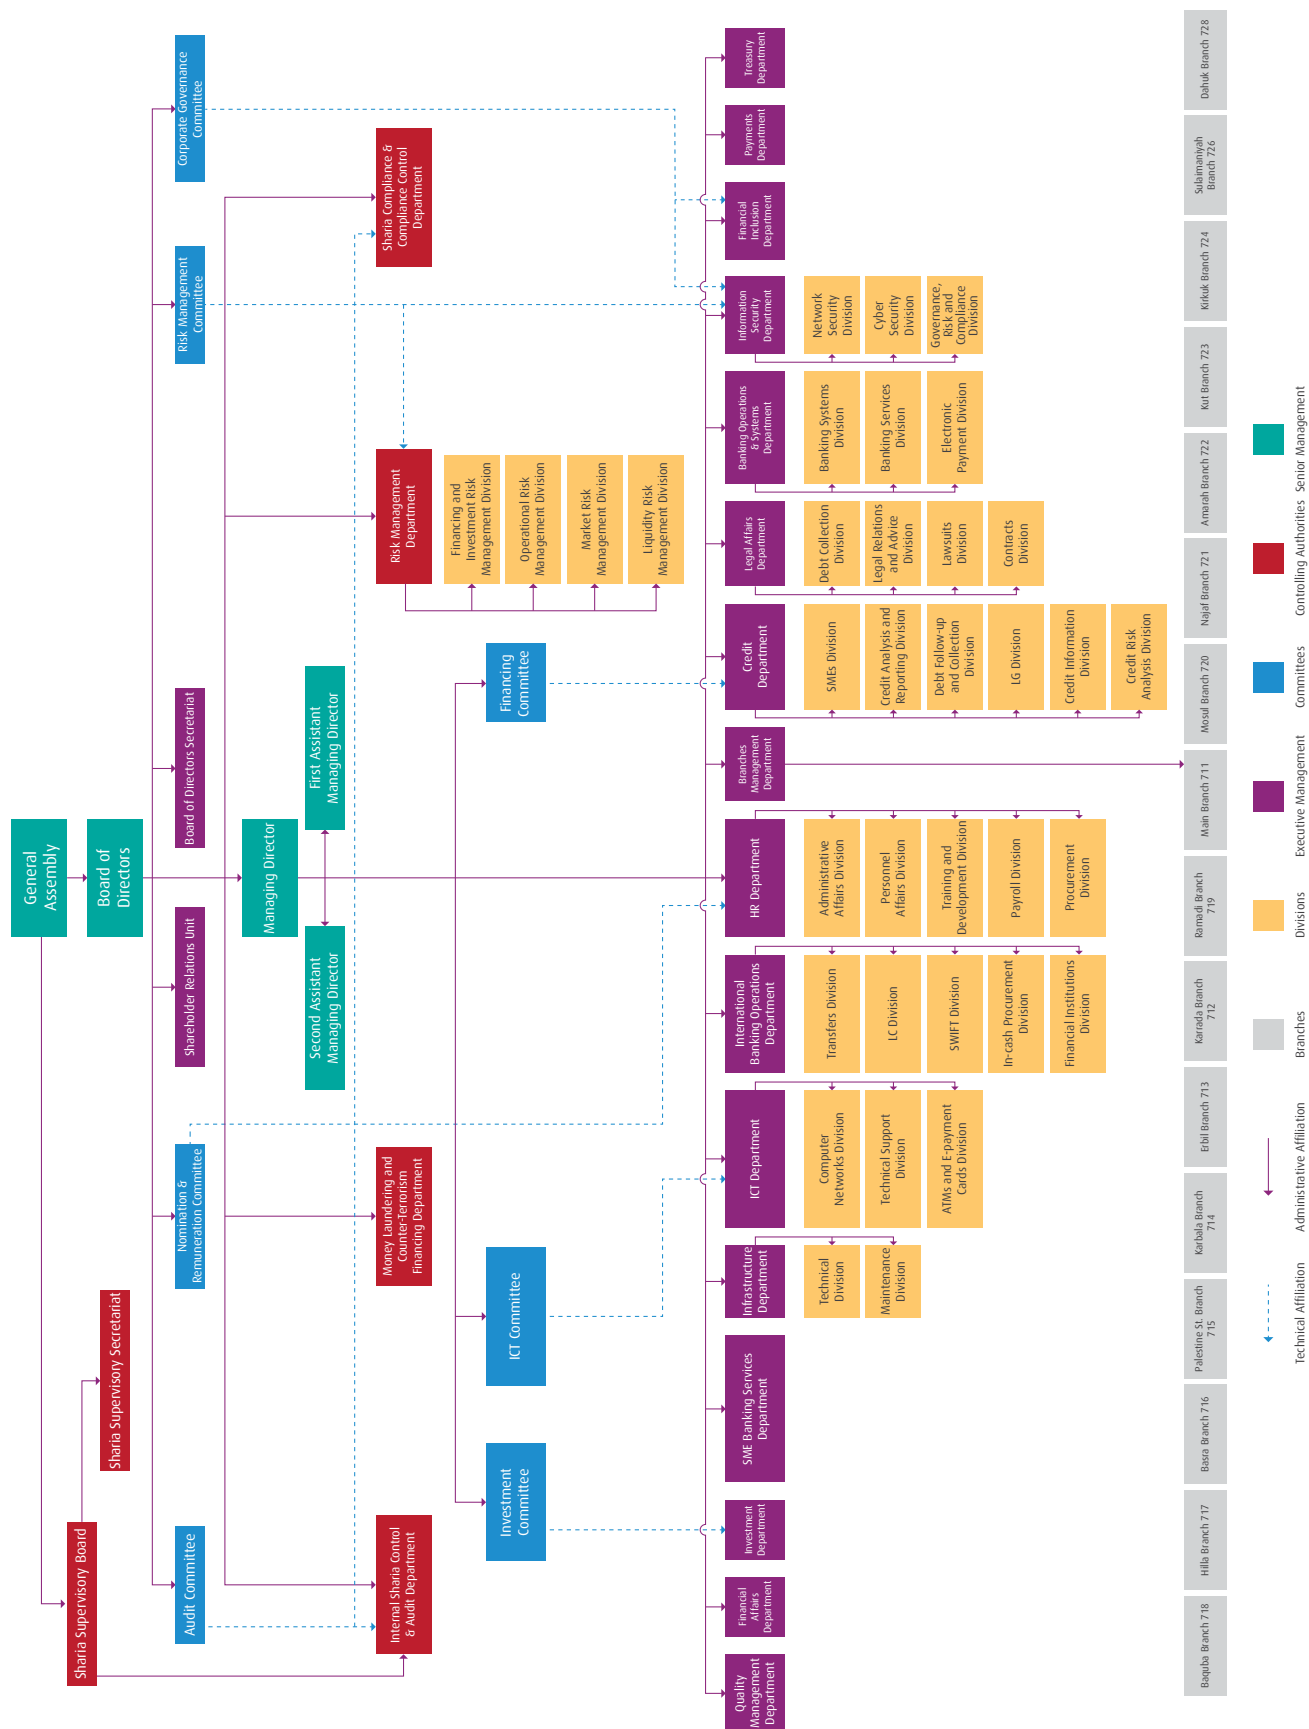 General
Assembly
Board of
Directors
Sharia Supervisory Board
Sharia Supervisory Secretariat
Audit Committee
Nomination &
Remuneration Committee
Shareholder Relations Unit
Board of Directors Secretariat
Risk Management
Committee
Corporate Governance
Committee
Managing Director
Second Assistant
Managing Director
First Assistant
Managing Director
Internal Sharia Control
& Audit Department
Money Laundering and
Counter-Terrorism
Financing Department
Risk Management
Department
Sharia Compliance &
Compliance Control
Department
Financing and
Investment Risk
Management Division
Operational Risk
Management Division
Market Risk
Management Division
Liquidity Risk
Management Division
Investment
Committee
ICT Committee
Financing
Committee
Quality
Management
Department
Financial
Affairs
Department
Investment
Department
SME Banking Services
Department
Infrastructure
Department
ICT Department
International
Banking Operations
Department
HR Department
Branches
Management
Department
Credit
Department
Legal Affairs
Department
Banking Operations
& Systems
Department
Information
Security
Department
Financial
Inclusion
Department
Payments
Department
Treasury
Department
Technical
Division
Maintenance
Division
Computer
Networks Division
Technical Support
Division
ATMs and E-payment
Cards Division
Transfers Division
LC Division
SWIFT Division
In-cash Procurement
Division
Financial Institutions
Division
Administrative
Affairs Division
Personnel
Affairs Division
Training and
Development Division
Payroll Division
Procurement
Division
SMEs Division
Credit Analysis and
Reporting Division
Debt Follow-up
and Collection
Division
LG Division
Credit Information
Division
Credit Risk
Analysis Division
Debt Collection
Division
Legal Relations
and Advice
Division
Lawsuits
Division
Contracts
Division
Banking Systems
Division
Banking Services
Division
Electronic
Payment Division
Network
Security
Division
Cyber
Security
Division
Governance,
Risk and
Compliance
Division
Baquba Branch 718
Hilla Branch 717
Basra Branch 716
Palestine St. Branch
715
Karbala Branch
714
Erbil Branch 713
Karrada Branch
712
Ramadi Branch
719
Main Branch 711
Mosul Branch 720
Najaf Branch 721
Amarah Branch 722
Kut Branch 723
Kirkuk Branch 724
Sulaimaniyah
Branch 726
Dahuk Branch 728
Technical Affiliation
Administrative Affiliation
Branches
Divisions
Executive Management
Committees
Controlling Authorities
Senior Management